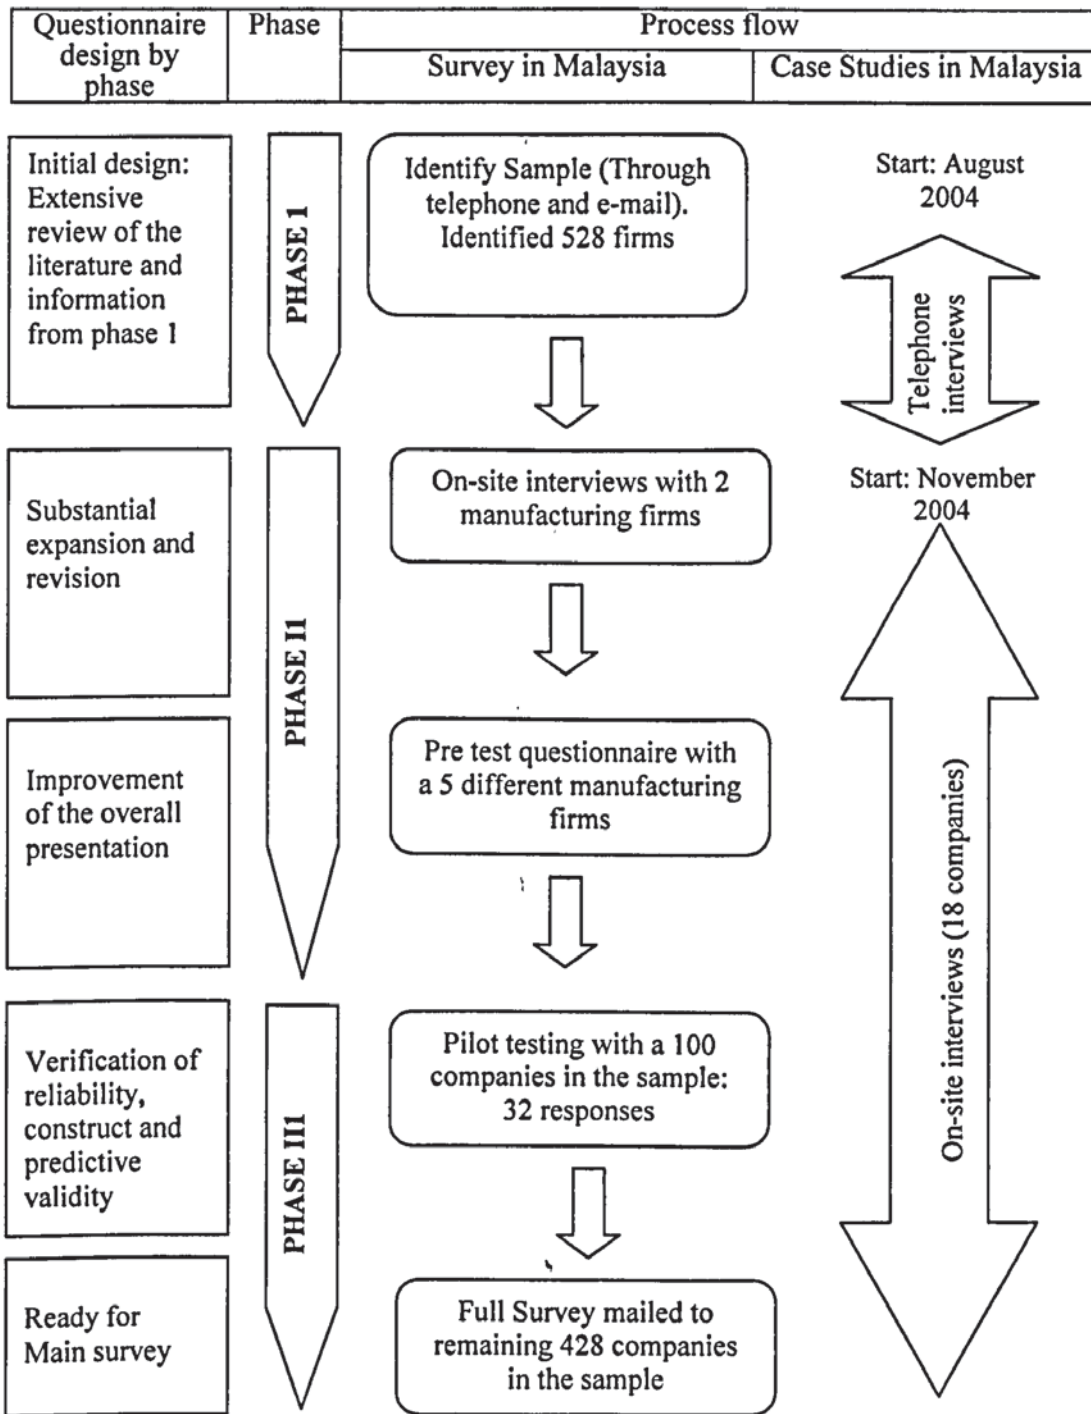 Questionnaire
design by
phase
Phase
Process flow
Survey in Malaysia
Case Studies in Malaysia
Initial design:
Extensive
review of the
literature and
information
from phase 1
PHASE 1
Identify Sample (Through
telephone and e-mail).
Identified 528 firms
Start: August
2004
Telephone
interviews
Substantial
expansion and
revision
PHASE I1
On-site interviews with 2
manufacturing firms
Start: November
2004
Improvement
of the overall
presentation
Pre test questionnaire with
a 5 different manufacturing
firms
On-site interviews (18 companies)
Verification of
reliability,
construct and
predictive
validity
PHASE II1
Pilot testing with a 100
companies in the sample:
32 responses
Ready for
Main survey
Full Survey mailed to
remaining 428 companies
in the sample